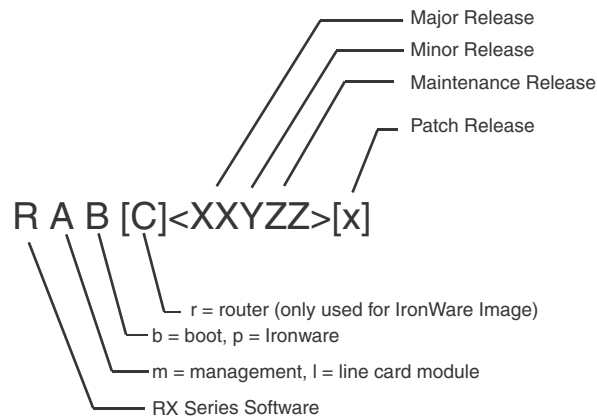 Major Release
Minor Release
Maintenance Release
Patch Release
R A B [C]<XXYZZ>[x]
r = router (only used for IronWare Image)
b = boot, p = Ironware
m = management, l = line card module
RX Series Software